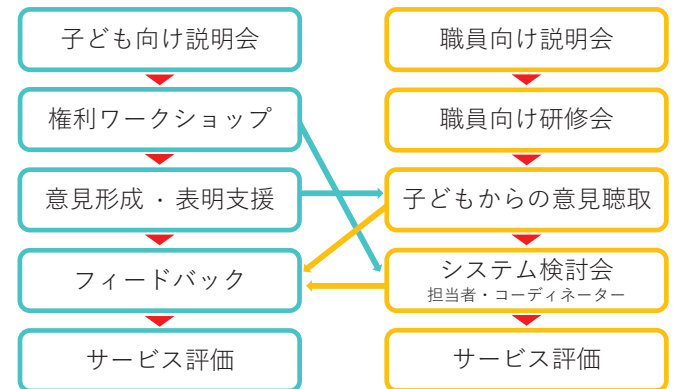 子ども向け説明会
権利ワークショップ
意見形成・表明支援
フィードバック
サービス評価
職員向け説明会
職員向け研修会
子どもからの意見聴取
システム検討会
担当者・コーディネーター
サービス評価